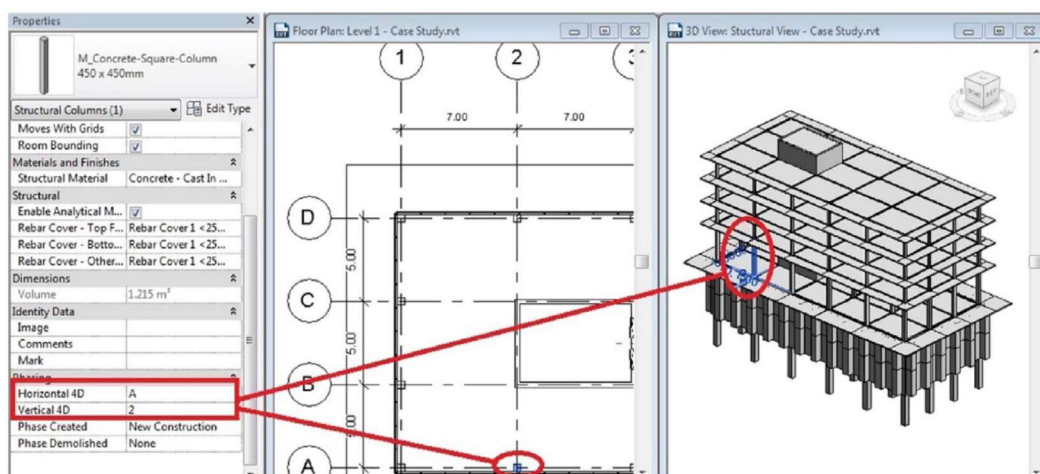 Properties
M_Concrete-Square-Column
450 x 450mm
Structural Columns (1)
Edit Type
Moves With Grids
Room Bounding
Materials and Finishes
Structural Material Concrete - Cast In ...
Structural
Enable Analytical M...
Rebar Cover - Top F... Rebar Cover 1 <25...
Rebar Cover - Botto... Rebar Cover 1 <25...
Rebar Cover - Other... Rebar Cover 1 <25...
Dimensions
Volume 1.215 m³
Identity Data
Image
Comments
Mark
Phasing
Horizontal 4D A
Vertical 4D 2
Phase Created New Construction
Phase Demolished None
Floor Plan: Level 1 - Case Study.rvt
1
2
7.00
7.00
D
5.00
C
5.00
B
A
3D View: Stuctural View - Case Study.rvt